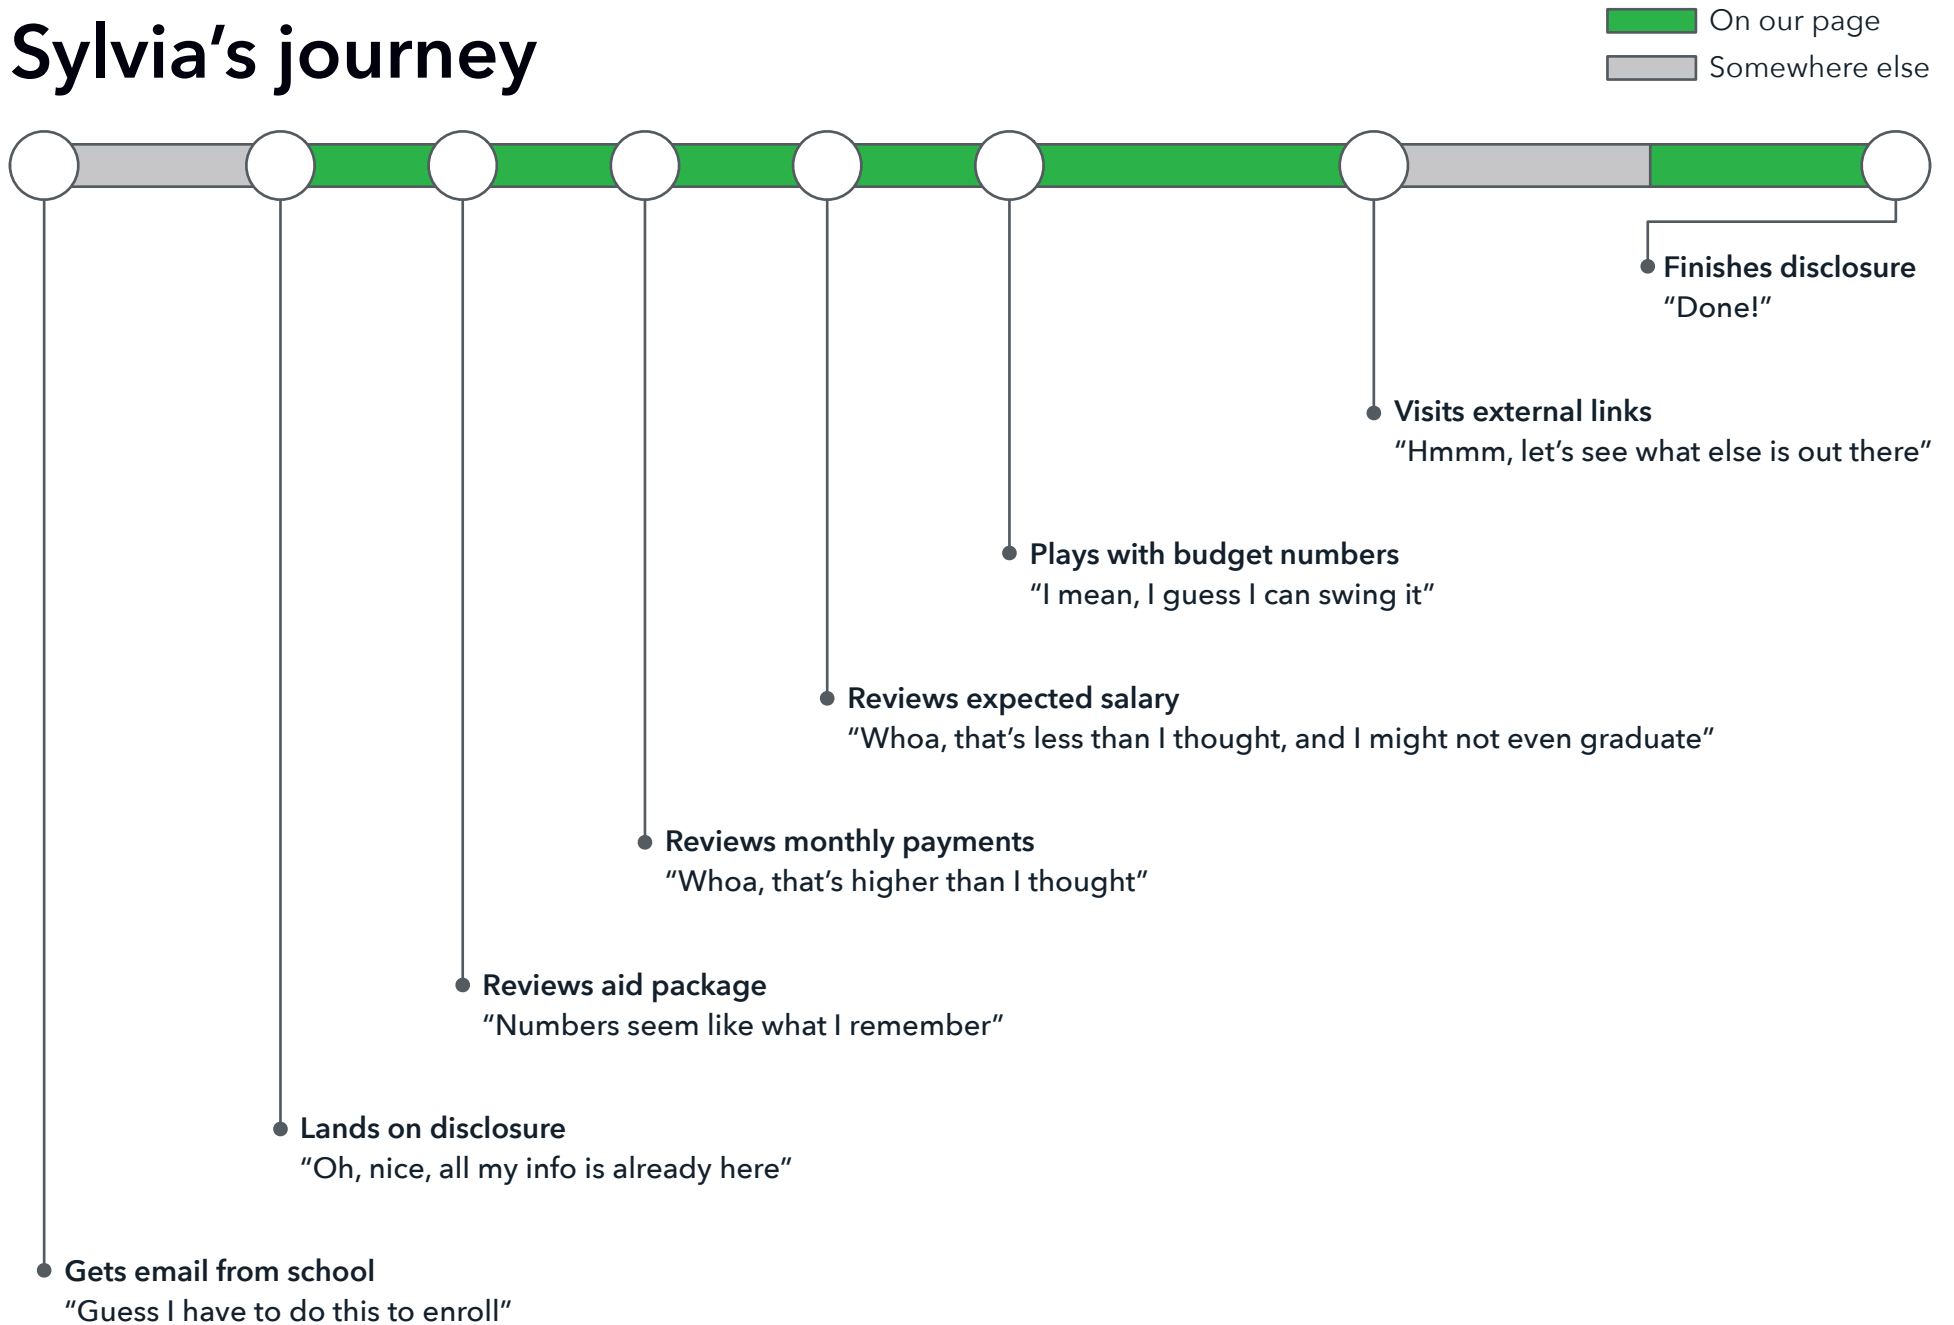 Sylvia’s journey
On our page
Somewhere else
Finishes disclosure
“Done!”
Visits external links
“Hmmm, let’s see what else is out there”
Plays with budget numbers
“I mean, I guess I can swing it”
Reviews expected salary
“Whoa, that’s less than I thought, and I might not even graduate”
Reviews monthly payments
“Whoa, that’s higher than I thought”
Reviews aid package
“Numbers seem like what I remember”
Lands on disclosure
“Oh, nice, all my info is already here”
Gets email from school
“Guess I have to do this to enroll”